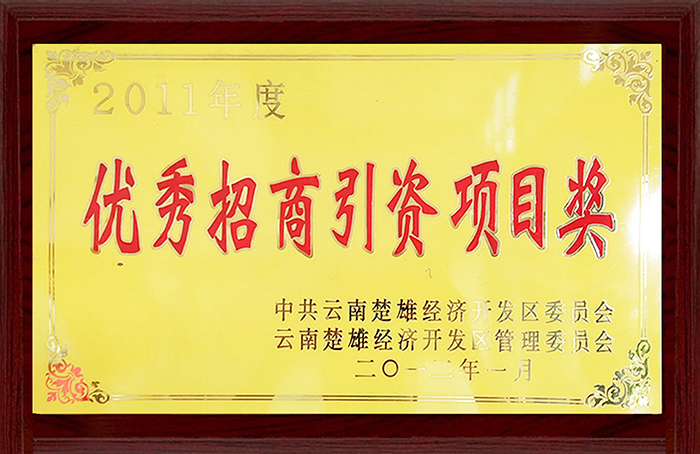 2011年度
优秀招商引资项目奖
中共云南楚雄经济开发区委员会
云南楚雄经济开发区管理委员会
二〇一二年一月